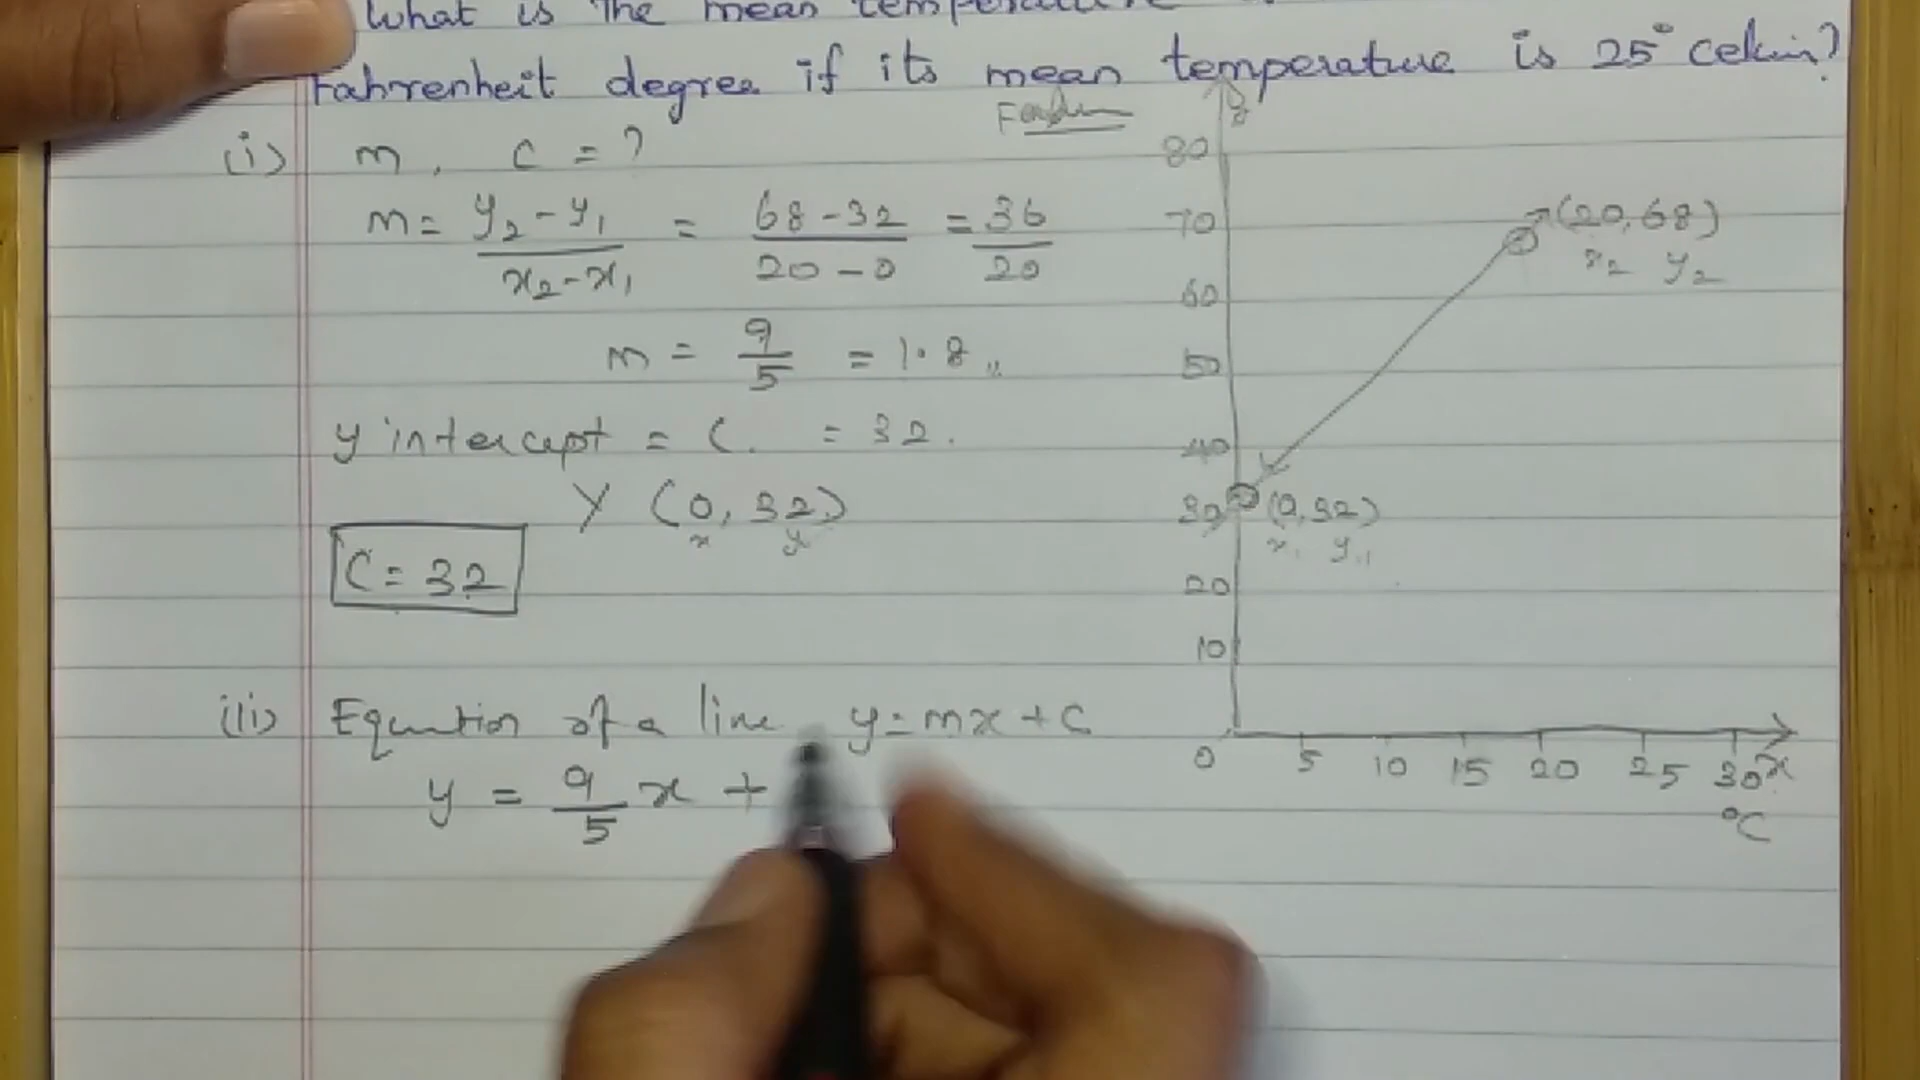 What is the mean temperature
Fahrenheit degree if its mean temperature is 25° celcius?
(i) m, c = ?
m = y2 - y1 / x2 - x1 = 68 - 32 / 20 - 0 = 36 / 20
m = 9/5 = 1.8
y intercept = C. = 32.
Y (0, 32)
x y
C = 32
(ii) Equation of a line y = mx + c
y = 9/5 x +
y
80
70
60
50
40
30
20
10
0 5 10 15 20 25 30 x
°C
(20, 68)
x2 y2
(0, 32)
x1 y1